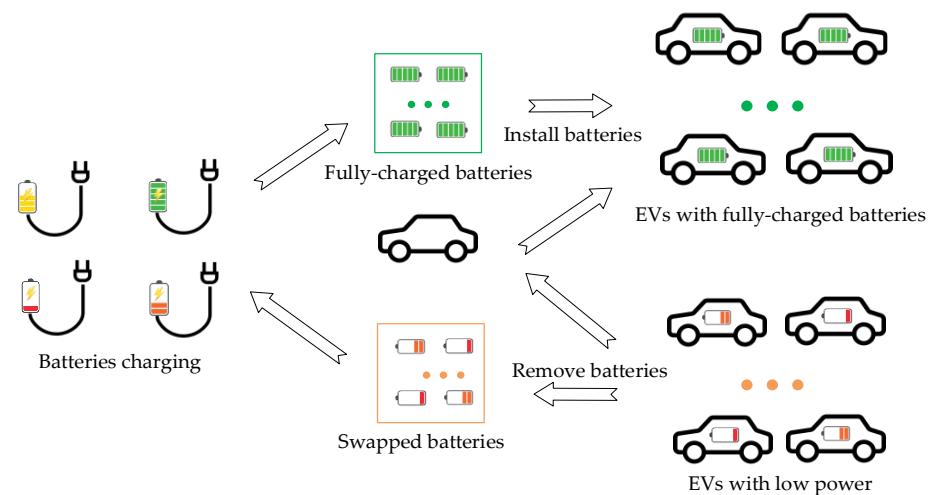 Install batteries
Fully-charged batteries
EVs with fully-charged batteries
Batteries charging
Remove batteries
Swapped batteries
EVs with low power